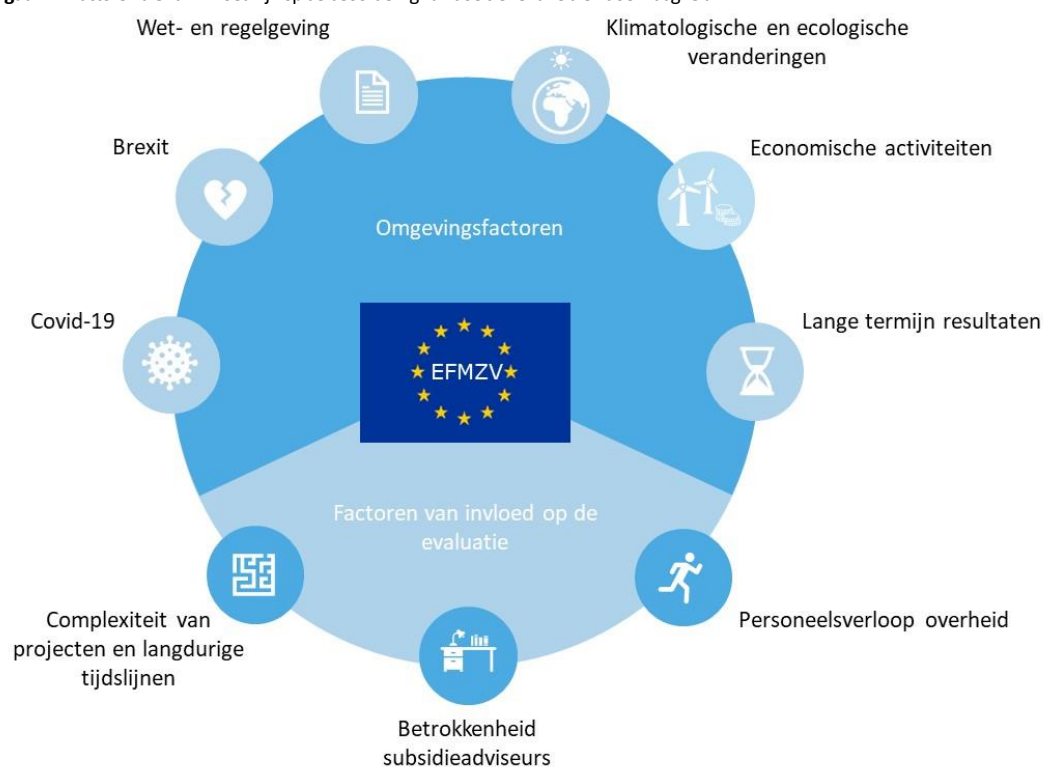 Wet- en regelgeving
Klimatologische en ecologische
veranderingen
Brexit
Economische activiteiten
Omgevingsfactoren
Covid-19
Lange termijn resultaten
EFMZV
Factoren van invloed op de
evaluatie
Complexiteit van
projecten en langdurige
tijdslijnen
Personeelsverloop overheid
Betrokkenheid
subsidieadviseurs